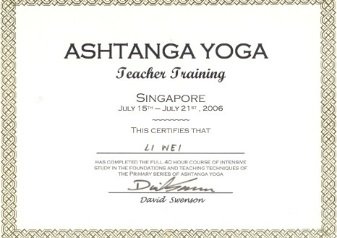 ASHTANGA YOGA
Teacher Training
SINGAPORE
JULY 15TH – JULY 21ST, 2006
THIS CERTIFIES THAT
LI WEI
HAS COMPLETED THE FULL 40 HOUR COURSE OF INTENSIVE
STUDY IN THE FOUNDATIONS AND TEACHING TECHNIQUES OF
THE PRIMARY SERIES OF ASHTANGA YOGA
David Swenson